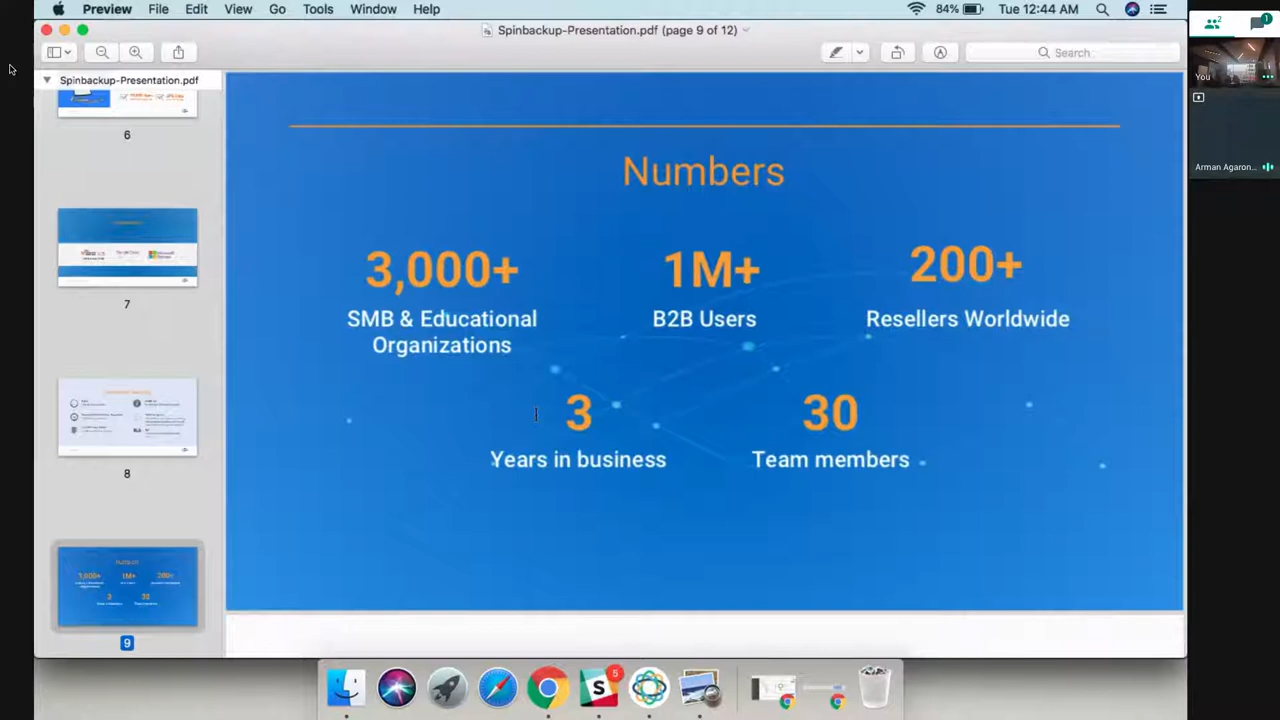 Preview File Edit View Go Tools Window Help
84% Tue 12:44 AM
1
Spinbackup-Presentation.pdf (page 9 of 12)
Search
Spinbackup-Presentation.pdf
You
Arman Agaron...
6
7
8
Numbers
3,000+ 1M+ 200+
SMB & Educational B2B Users Resellers Worldwide
Organizations
3 30
Years in business Team members
9
5
S